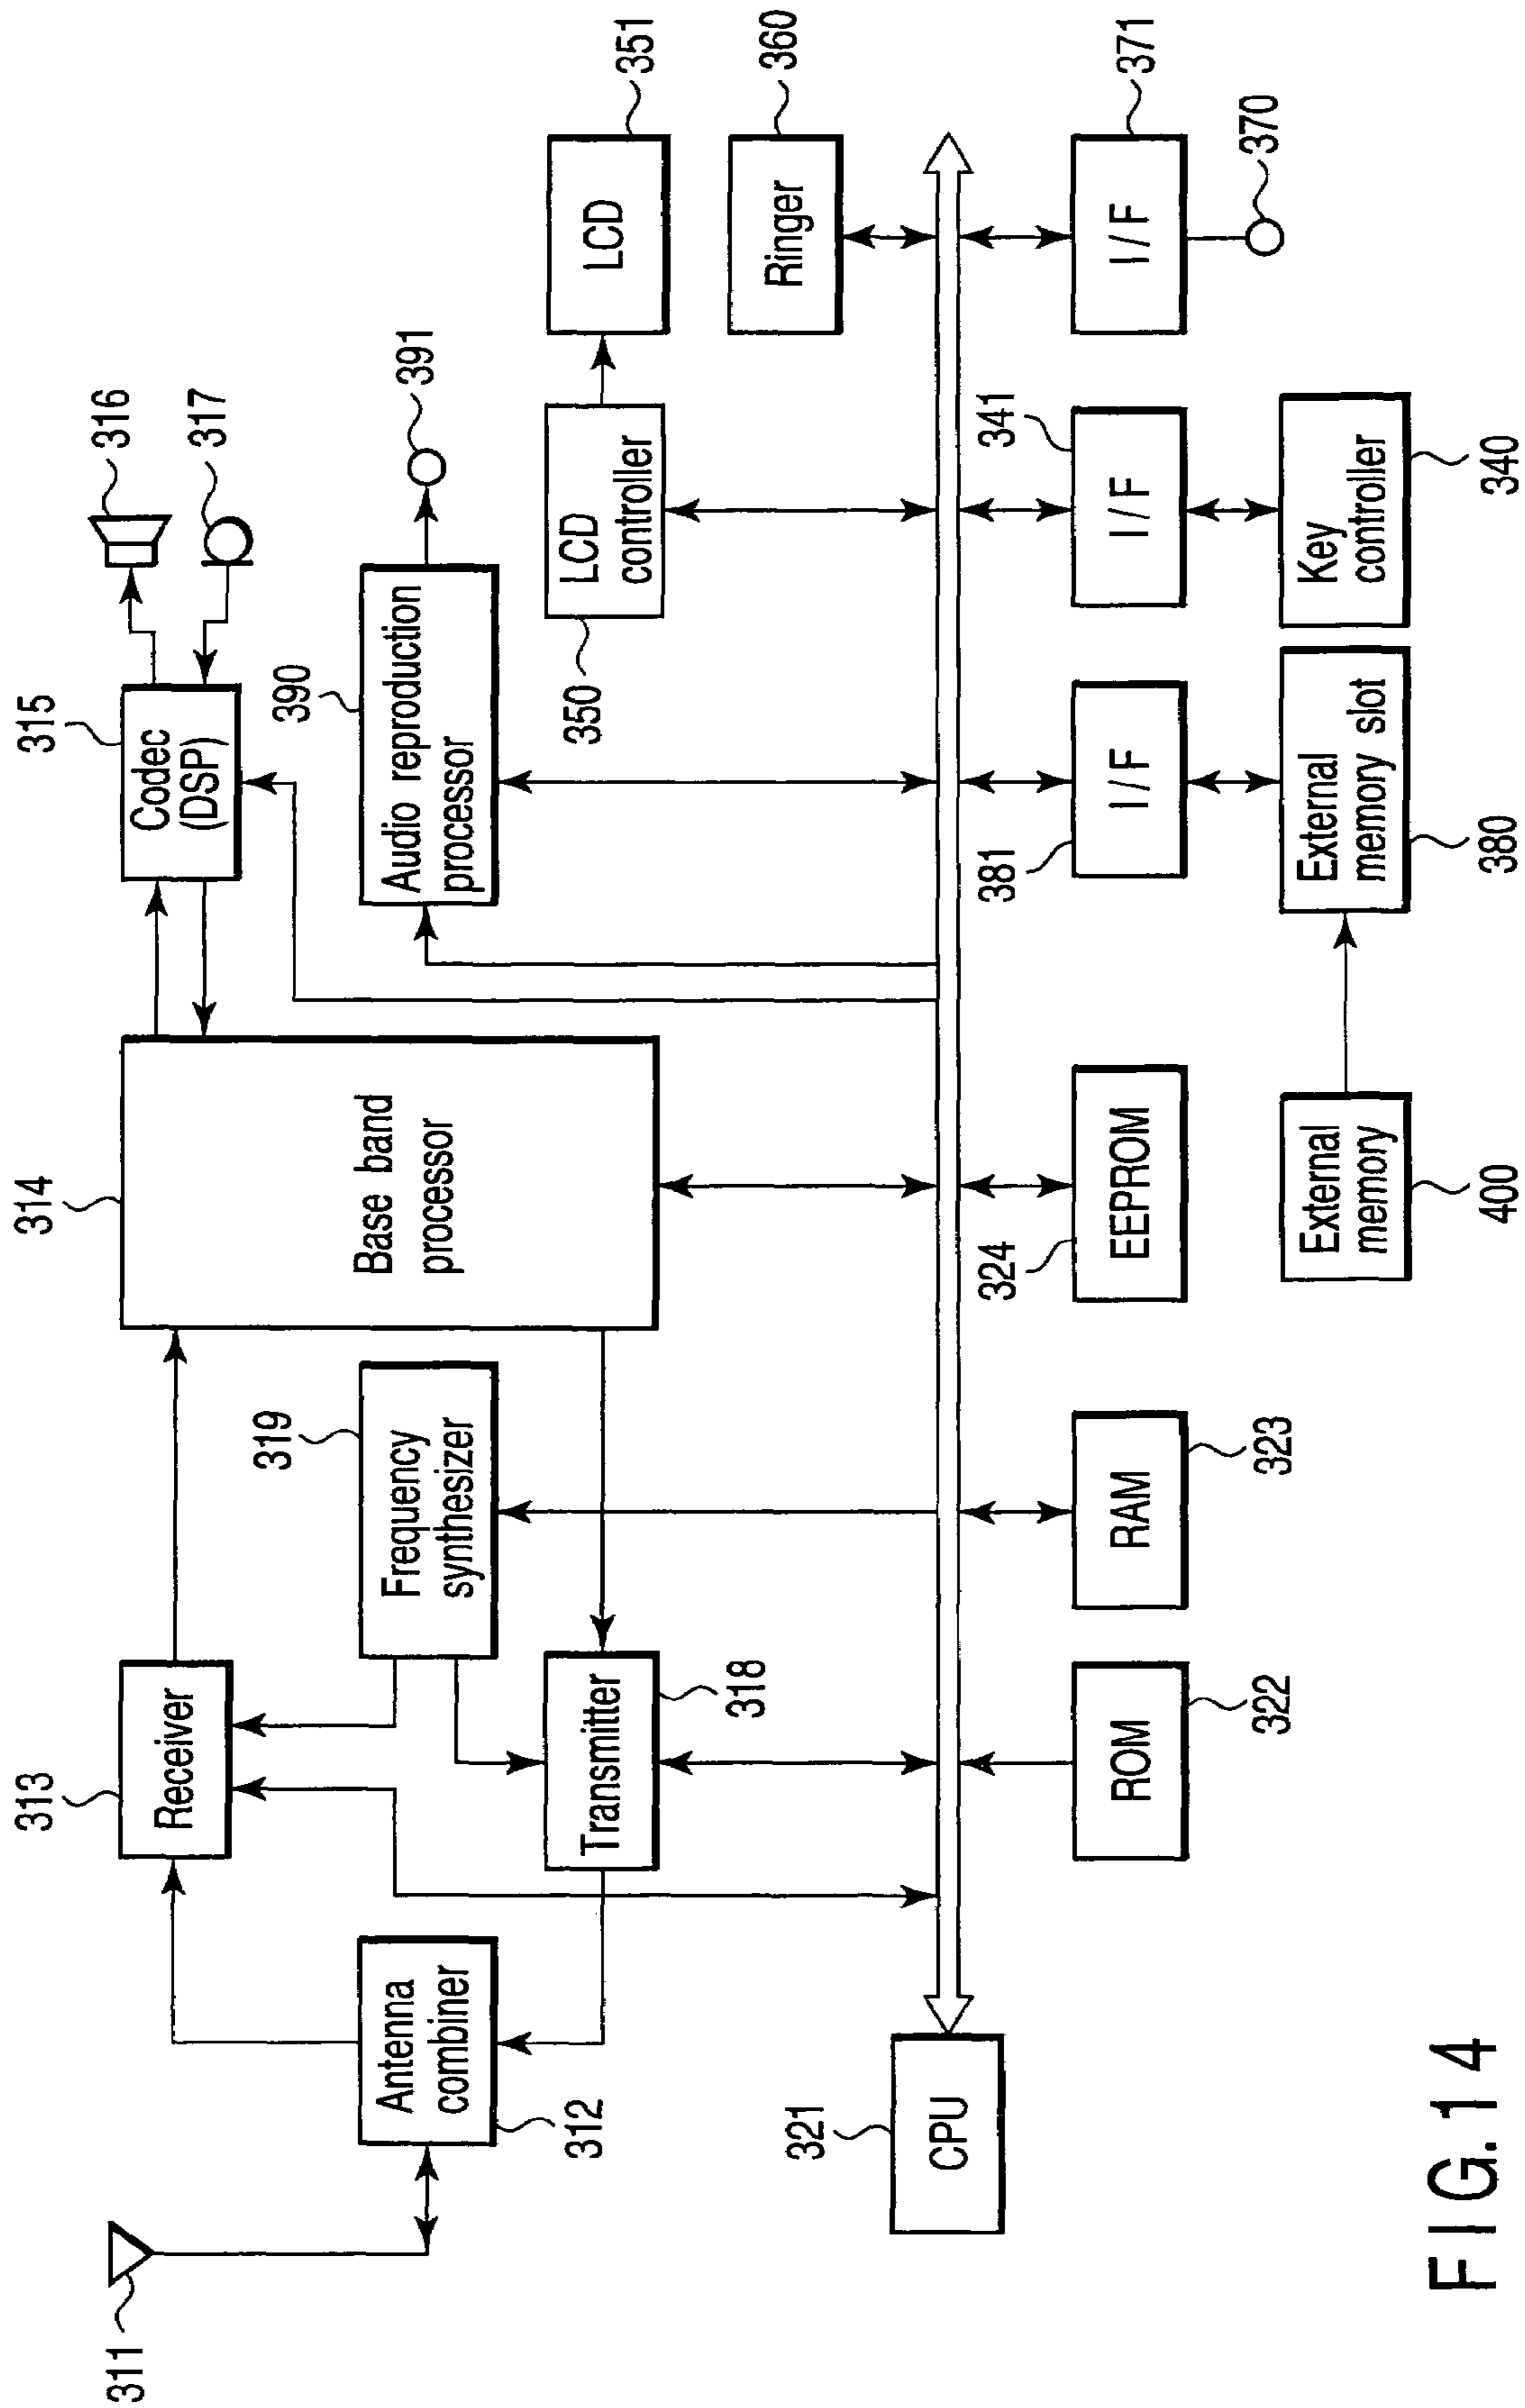 311
Antenna
combiner
312
313
Receiver
Frequency
synthesizer
319
Transmitter
318
314
Base band
processor
315
Codec
(DSP)
316
317
390
Audio reproduction
processor
391
LCD
controller
350
LCD
351
Ringer
360
321
CPU
ROM
322
RAM
323
324
EEPROM
381
I/F
341
I/F
I/F
371
370
External
memory
400
External
memory slot
380
Key
controller
340
FIG.14